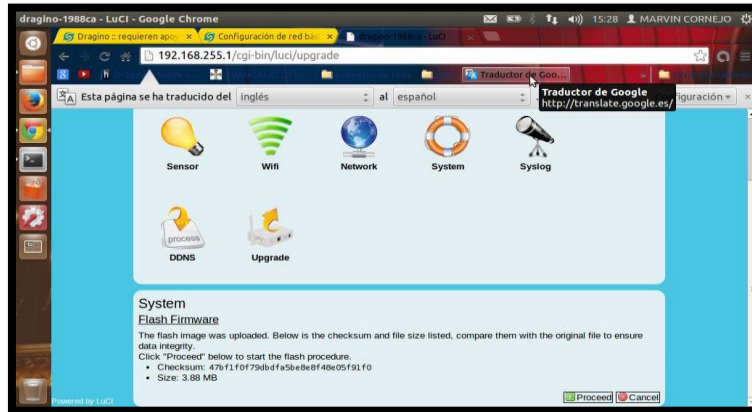 dragino-1988ca - LuCI - Google Chrome
15:28 MARVIN CORNEJO
Dragino :: requieren apoy
Configuración de red bási
dragino-1988ca - LuCI
192.168.255.1/cgi-bin/luci/upgrade
Traductor de Goo...
Esta página se ha traducido del inglés al español
Traductor de Google
http://translate.google.es/
Sensor
Wifi
Network
System
Syslog
process
DDNS
Upgrade
System
Flash Firmware
The flash image was uploaded. Below is the checksum and file size listed, compare them with the original file to ensure
data integrity.
Click "Proceed" below to start the flash procedure.
Checksum: 47bf1f0f79dbdfa5be8e8f48e05f91f0
Size: 3.88 MB
Powered by LuCI
Proceed Cancel